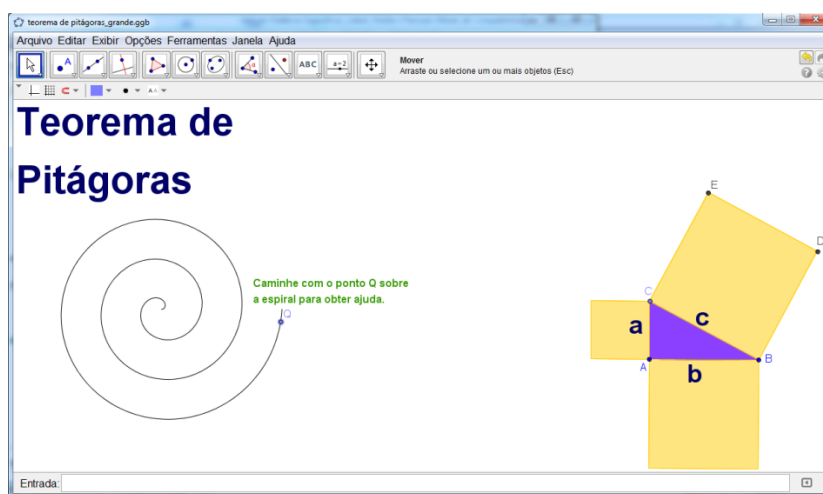 teorema de pitágoras_grande.ggb
Arquivo Editar Exibir Opções Ferramentas Janela Ajuda
A
α
ABC
a=2
Mover
Arraste ou selecione um ou mais objetos (Esc)
Teorema de
Pitágoras
Caminhe com o ponto Q sobre
a espiral para obter ajuda.
Q
E
D
C
a
c
A
b
B
Entrada: